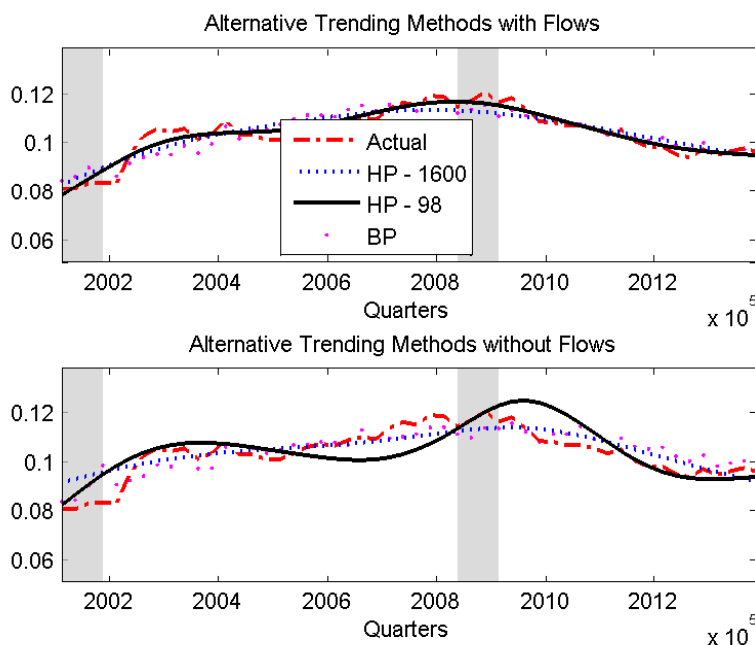 Alternative Trending Methods with Flows
0.12
0.1
0.08
0.06
Actual
HP - 1600
HP - 98
BP
2002 2004 2006 2008 2010 2012
Quarters
x 10^5
Alternative Trending Methods without Flows
0.12
0.1
0.08
0.06
2002 2004 2006 2008 2010 2012
Quarters
x 10^5